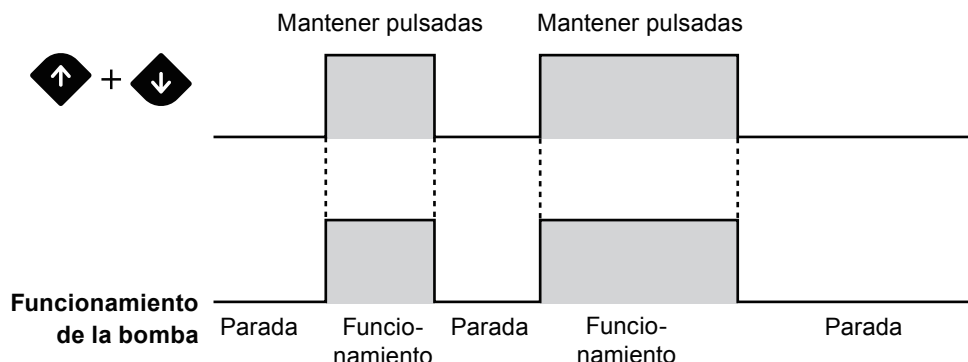 Mantener pulsadas Mantener pulsadas
+
Funcionamiento
de la bomba
Parada Funcio- Parada Funcio- Parada
namiento namiento